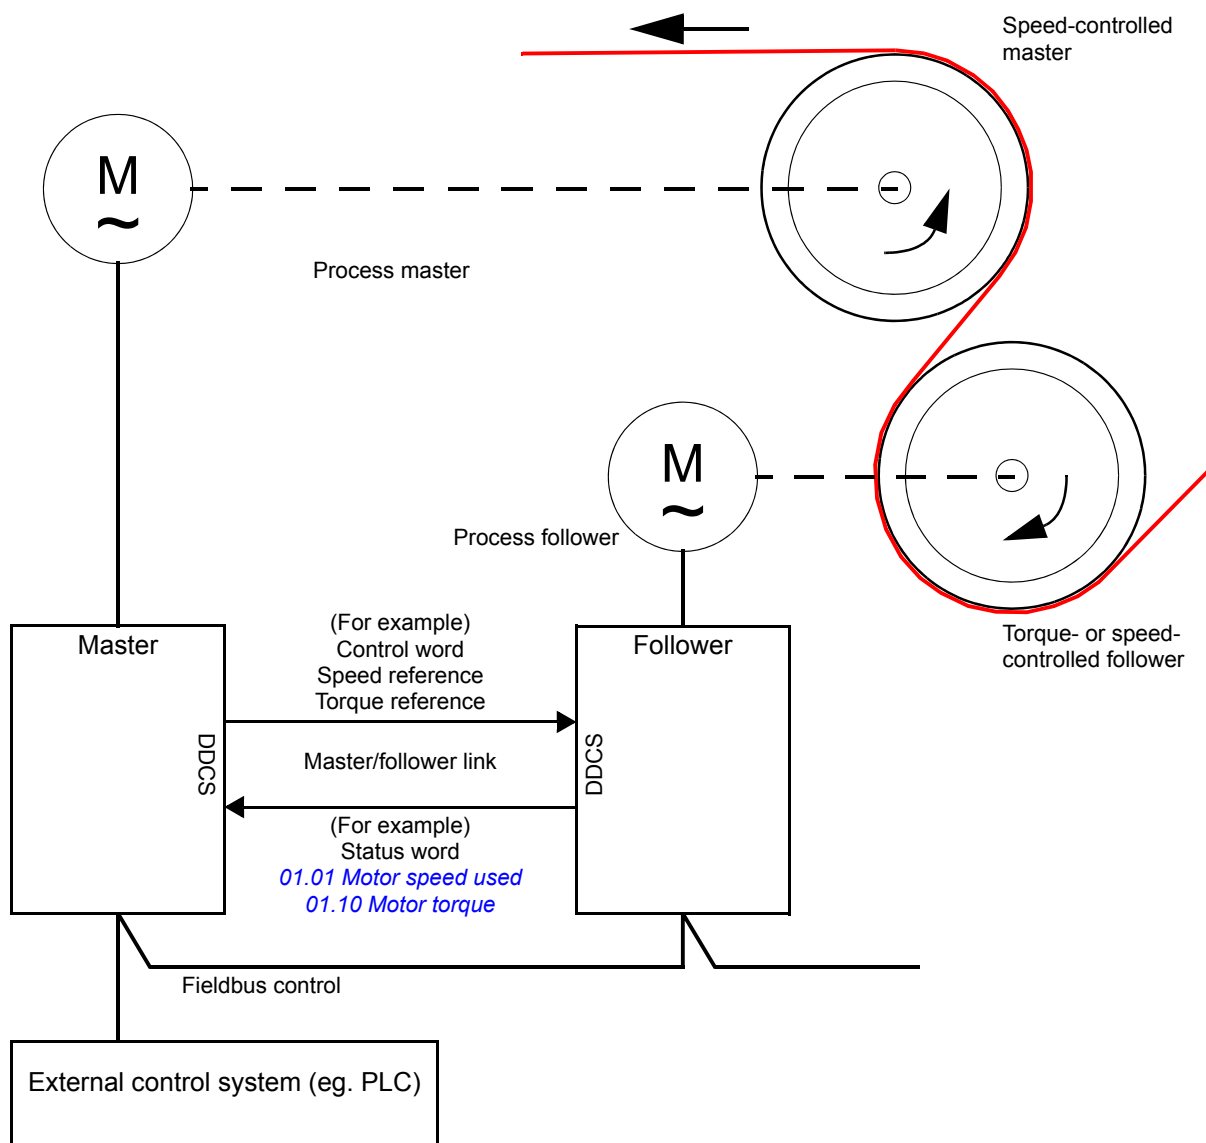 Speed-controlled
master
M
~
Process master
M
~
Process follower
Torque- or speed-
controlled follower
Master
(For example)
Control word
Speed reference
Torque reference
Follower
DDCS
Master/follower link
DDCS
(For example)
Status word
01.01 Motor speed used
01.10 Motor torque
Fieldbus control
External control system (eg. PLC)